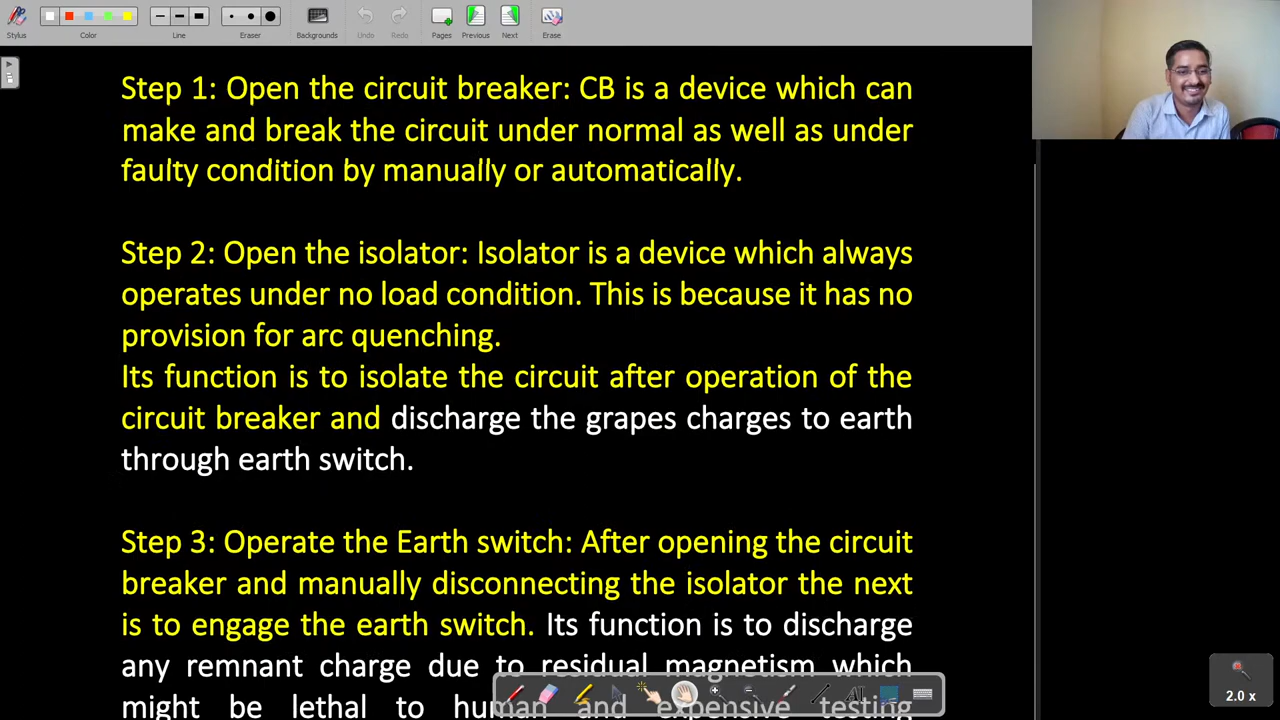 Stylus
Color
Line
Eraser
Backgrounds
Undo
Redo
Pages
Previous
Next
Erase
Step 1: Open the circuit breaker: CB is a device which can
make and break the circuit under normal as well as under
faulty condition by manually or automatically.
Step 2: Open the isolator: Isolator is a device which always
operates under no load condition. This is because it has no
provision for arc quenching.
Its function is to isolate the circuit after operation of the
circuit breaker and discharge the grapes charges to earth
through earth switch.
Step 3: Operate the Earth switch: After opening the circuit
breaker and manually disconnecting the isolator the next
is to engage the earth switch. Its function is to discharge
any remnant charge due to residual magnetism which
might be lethal to human and expensive testing
2.0 x